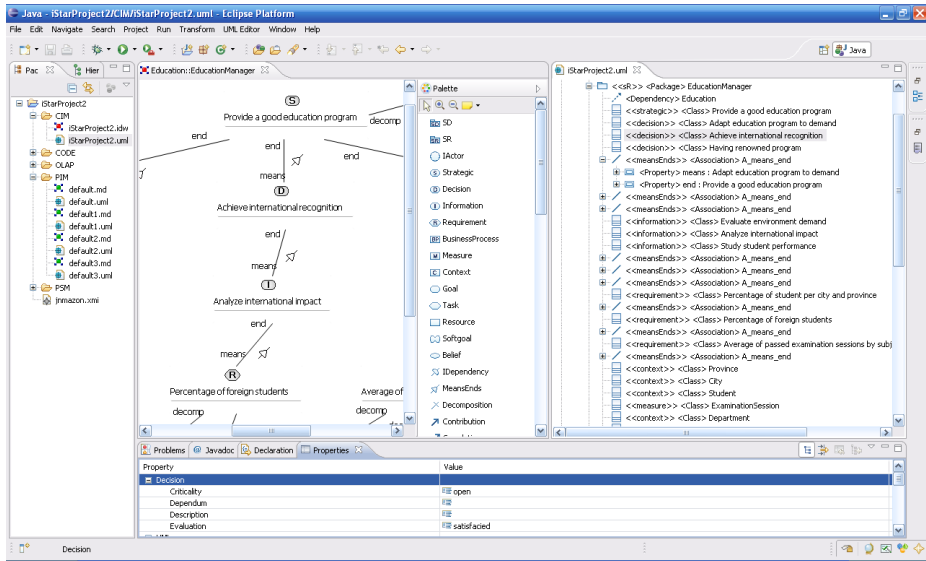 Java - iStarProject2/CIM/iStarProject2.uml - Eclipse Platform
File Edit Navigate Search Project Run Transform UML Editor Window Help
Java
Pac
Hier
iStarProject2
CIM
iStarProject2.idw
iStarProject2.uml
CODE
OLAP
PIM
default.md
default.uml
default1.md
default1.uml
default2.md
default2.uml
default3.md
default3.uml
PSM
jnmazon.xmi
Education::EducationManager
S
Provide a good education program
decomp
end
end
end
means
D
Achieve international recognition
end
means
I
Analyze international impact
end
means
R
Percentage of foreign students
Average of
decomp
decomp
Palette
SD
SR
IActor
Strategic
Decision
Information
Requirement
BusinessProcess
Measure
Context
Goal
Task
Resource
Softgoal
Belief
IDependency
MeansEnds
Decomposition
Contribution
iStarProject2.uml
<<sR>> <Package> EducationManager
<Dependency> Education
<<strategic>> <Class> Provide a good education program
<<decision>> <Class> Adapt education program to demand
<<decision>> <Class> Achieve international recognition
<<decision>> <Class> Having renowned program
<<meansEnds>> <Association> A_means_end
<Property> means : Adapt education program to demand
<Property> end : Provide a good education program
<<meansEnds>> <Association> A_means_end
<<meansEnds>> <Association> A_means_end
<<information>> <Class> Evaluate environment demand
<<information>> <Class> Analyze international impact
<<information>> <Class> Study student performance
<<meansEnds>> <Association> A_means_end
<<meansEnds>> <Association> A_means_end
<<meansEnds>> <Association> A_means_end
<<requirement>> <Class> Percentage of student per city and province
<<meansEnds>> <Association> A_means_end
<<requirement>> <Class> Percentage of foreign students
<<meansEnds>> <Association> A_means_end
<<requirement>> <Class> Average of passed examination sessions by subj
<<meansEnds>> <Association> A_means_end
<<context>> <Class> Province
<<context>> <Class> City
<<context>> <Class> Student
<<measure>> <Class> ExaminationSession
<<context>> <Class> Department
Problems @ Javadoc Declaration Properties
Property Value
Decision
Criticality open
Dependum
Description
Evaluation satisfacied
Decision